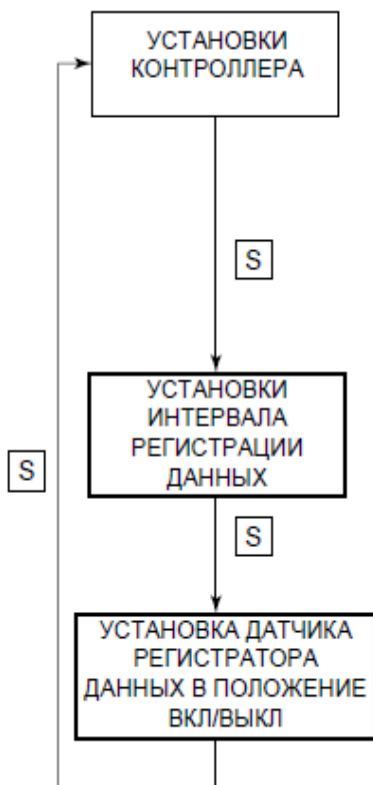 УСТАНОВКИ
КОНТРОЛЛЕРА
S
УСТАНОВКИ
ИНТЕРВАЛА
РЕГИСТРАЦИИ
ДАННЫХ
S
S
УСТАНОВКА ДАТЧИКА
РЕГИСТРАТОРА
ДАННЫХ В ПОЛОЖЕНИЕ
ВКЛ/ВЫКЛ